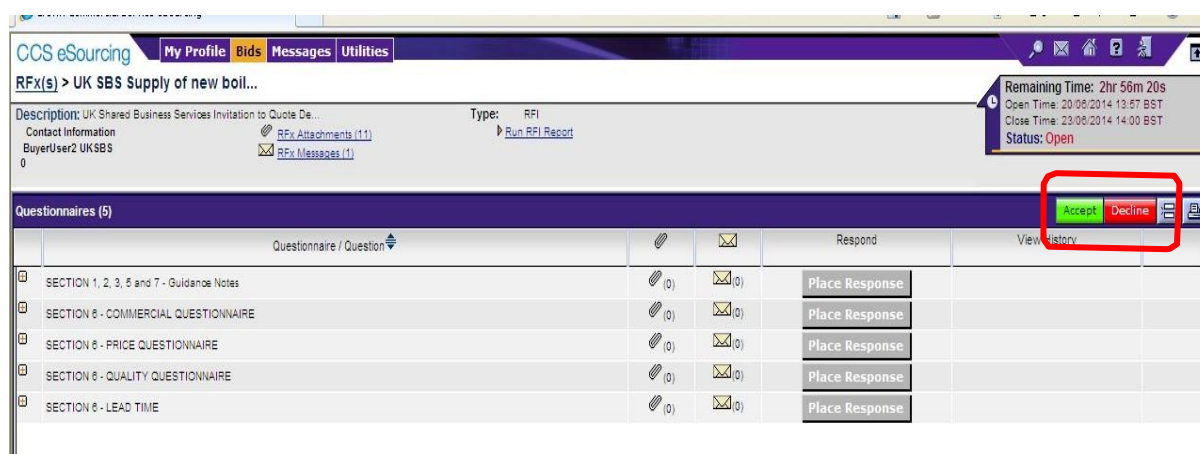 CCS eSourcing My Profile Bids Messages Utilities
RFx(s) > UK SBS Supply of new boil...
Remaining Time: 2hr 56m 20s
Open Time: 20/06/2014 13:57 BST
Close Time: 23/06/2014 14:00 BST
Status: Open
Description: UK Shared Business Services Invitation to Quote De... Type: RFI
Contact Information RFx Attachments (11) Run RFI Report
BuyerUser2 UKSBS RFx Messages (1)
0
Questionnaires (5) Accept Decline
Questionnaire / Question Respond View History
SECTION 1, 2, 3, 5 and 7 - Guidance Notes (0) (0) Place Response
SECTION 6 - COMMERCIAL QUESTIONNAIRE (0) (0) Place Response
SECTION 6 - PRICE QUESTIONNAIRE (0) (0) Place Response
SECTION 6 - QUALITY QUESTIONNAIRE (0) (0) Place Response
SECTION 6 - LEAD TIME (0) (0) Place Response